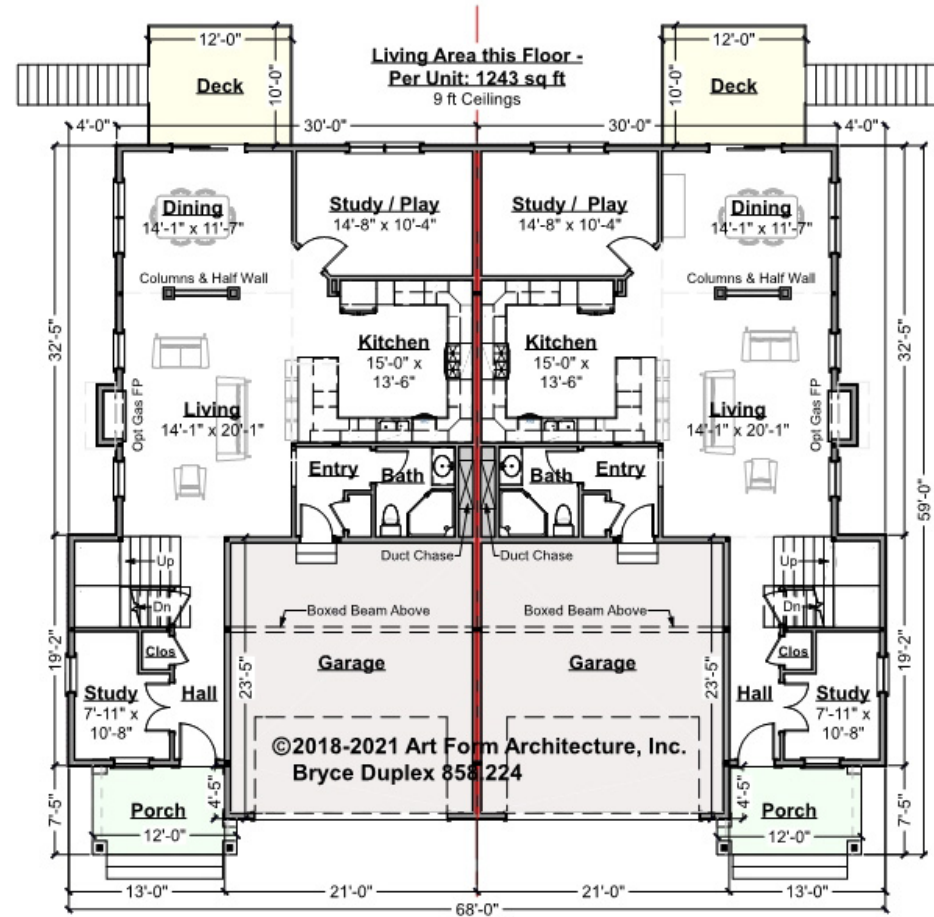 Living Area this Floor -
Per Unit: 1243 sq ft
9 ft Ceilings
12'-0"
12'-0"
Deck
Deck
10'-0"
10'-0"
4'-0"
30'-0"
30'-0"
4'-0"
Dining
14'-1" x 11'-7"
Study / Play
14'-8" x 10'-4"
Study / Play
14'-8" x 10'-4"
Dining
14'-1" x 11'-7"
Columns & Half Wall
Columns & Half Wall
32'-5"
32'-5"
Kitchen
15'-0" x
13'-6"
Kitchen
15'-0" x
13'-6"
Living
14'-1" x 20'-1"
Living
14'-1" x 20'-1"
Opt Gas FP
Opt Gas FP
Entry
Bath
Bath
Entry
59'-0"
Duct Chase
Duct Chase
Up
Up
Dn
Dn
Boxed Beam Above
Boxed Beam Above
19'-2"
19'-2"
Clos
Clos
Garage
Garage
23'-5"
23'-5"
Study
7'-11" x
10'-8"
Hall
Hall
Study
7'-11" x
10'-8"
©2018-2021 Art Form Architecture, Inc.
Bryce Duplex 858.224
7'-5"
4'-5"
4'-5"
7'-5"
Porch
Porch
12'-0"
12'-0"
13'-0"
21'-0"
21'-0"
13'-0"
68'-0"